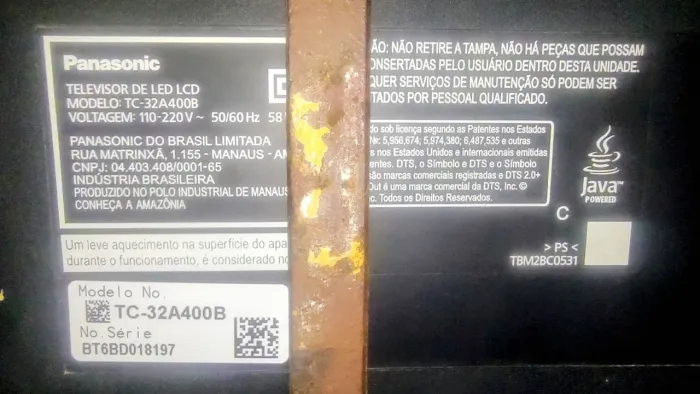 Panasonic
TELEVISOR DE LED LCD
MODELO: TC-32A400B
VOLTAGEM: 110-220V ~ 50/60 Hz 58
PANASONIC DO BRASIL LIMITADA
RUA MATRINXÃ, 1.155 - MANAUS - AM
CNPJ: 04.403.408/0001-65
INDÚSTRIA BRASILEIRA
PRODUZIDO NO POLO INDUSTRIAL DE MANAUS
CONHEÇA A AMAZÔNIA
Um leve aquecimento na superfície do apa
durante o funcionamento, é considerado no
Modelo No.
TC-32A400B
No. Série
BT6BD018197
ÃO: NÃO RETIRE A TAMPA, NÃO HÁ PEÇAS QUE POSSAM
ONSERTADAS PELO USUÁRIO DENTRO DESTA UNIDADE.
QUER SERVIÇOS DE MANUTENÇÃO SÓ PODEM SER
TADOS POR PESSOAL QUALIFICADO.
do sob licença segundo as Patentes nos Estados
5,956,674; 5,974,380; 6,487,535 e outras
s nos Estados Unidos e internacionais emitidas
entes. DTS, o Símbolo e DTS e o Símbolo
são marcas comerciais registradas e DTS 2.0+
Out é uma marca comercial da DTS, Inc. ©
c. Todos os Direitos Reservados.
Java™
POWERED
C
> PS <
TBM2BC0531